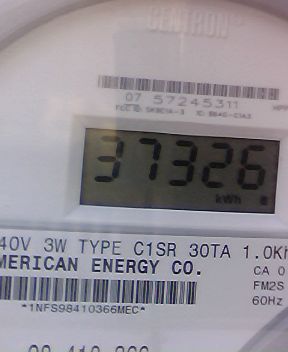 CENTRON
07 57245311
37326
kWh
40V 3W TYPE C1SR 30TA 1.0Kh
MERICAN ENERGY CO.
CA 0
FM2S
60Hz
*1NFS98410366MEC*